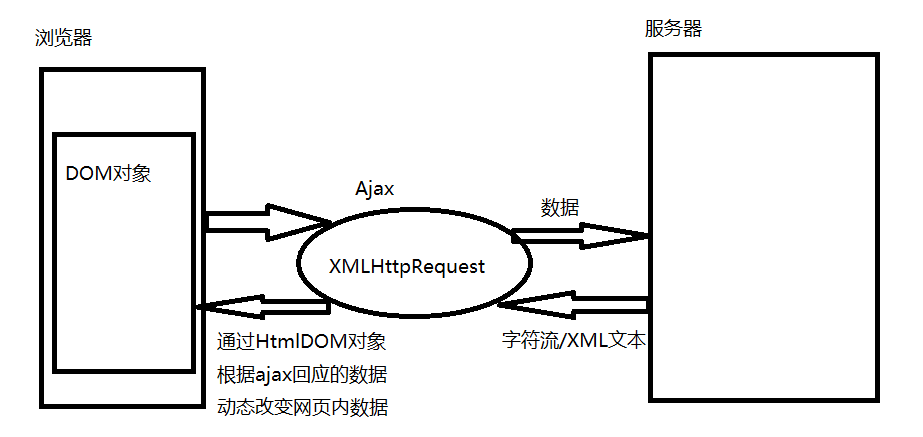 浏览器
服务器
DOM对象
Ajax
数据
XMLHttpRequest
通过HtmlDOM对象
根据ajax回应的数据
动态改变网页内数据
字符流/XML文本